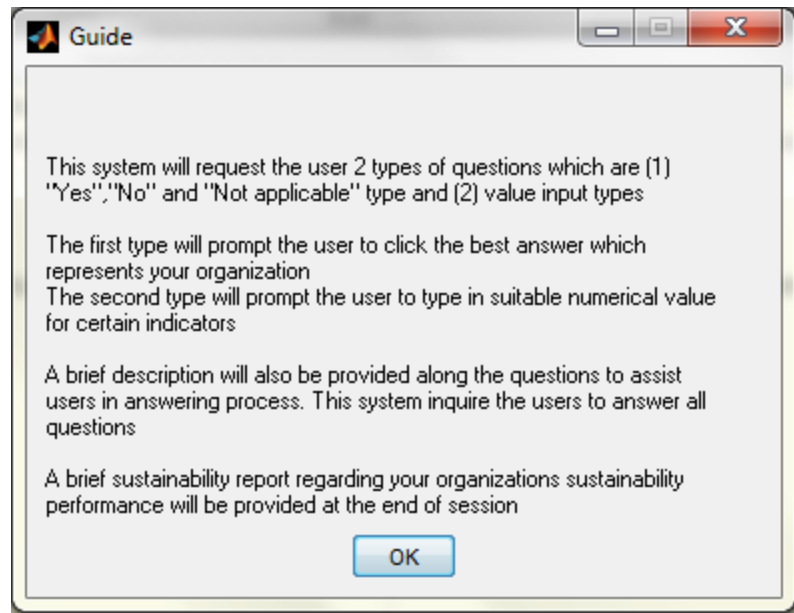 Guide
This system will request the user 2 types of questions which are (1)
"Yes","No" and "Not applicable" type and (2) value input types
The first type will prompt the user to click the best answer which
represents your organization
The second type will prompt the user to type in suitable numerical value
for certain indicators
A brief description will also be provided along the questions to assist
users in answering process. This system inquire the users to answer all
questions
A brief sustainability report regarding your organizations sustainability
performance will be provided at the end of session
OK